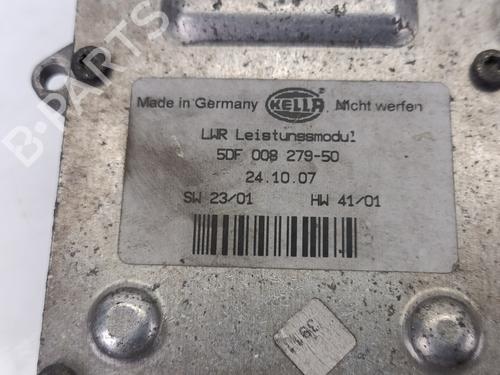 Made in Germany HELLA Nicht werfen
LWR Leistungsmodul
5DF 008 279-50
24.10.07
SW 23/01 HW 41/01
B-PARTS